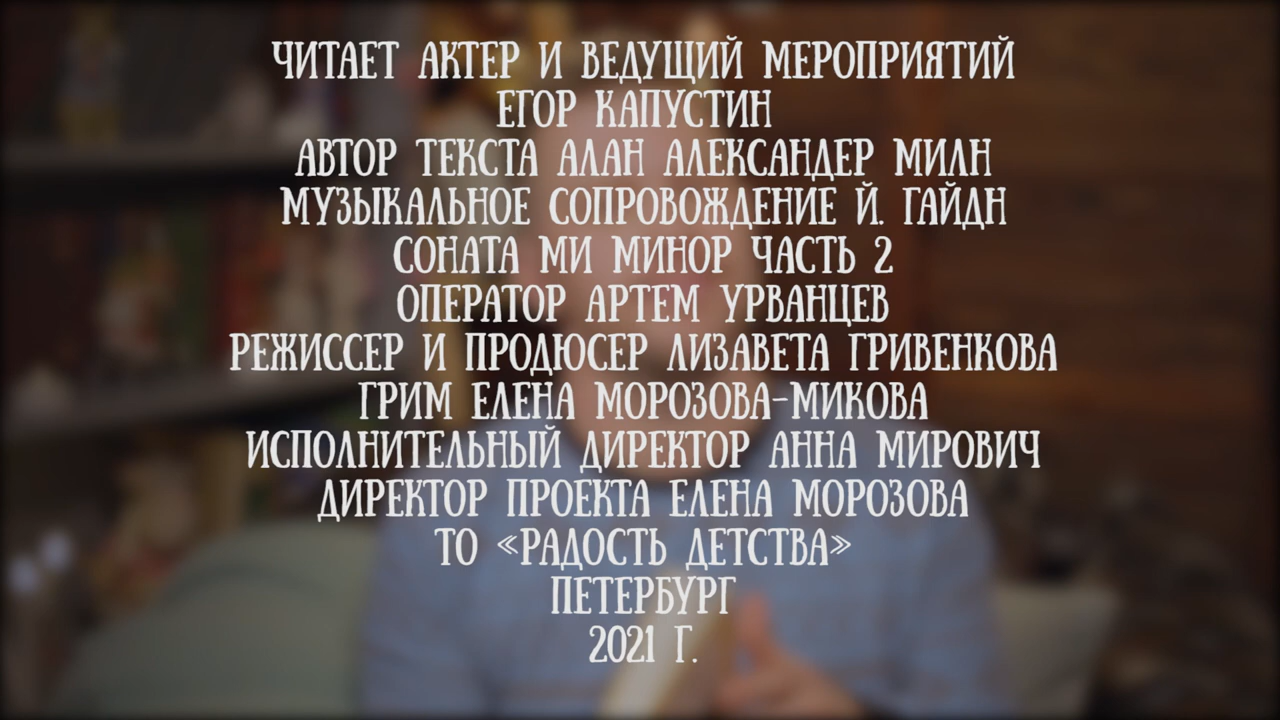 ЧИТАЕТ АКТЕР И ВЕДУЩИЙ МЕРОПРИЯТИЙ
ЕГОР КАПУСТИН
АВТОР ТЕКСТА АЛАН АЛЕКСАНДЕР МИЛН
МУЗЫКАЛЬНОЕ СОПРОВОЖДЕНИЕ Й. ГАЙДН
СОНАТА МИ МИНОР ЧАСТЬ 2
ОПЕРАТОР АРТЕМ УРВАНЦЕВ
РЕЖИССЕР И ПРОДЮСЕР ЛИЗАВЕТА ГРИВЕНКОВА
ГРИМ ЕЛЕНА МОРОЗОВА-МИКОВА
ИСПОЛНИТЕЛЬНЫЙ ДИРЕКТОР АННА МИРОВИЧ
ДИРЕКТОР ПРОЕКТА ЕЛЕНА МОРОЗОВА
ТО «РАДОСТЬ ДЕТСТВА»
ПЕТЕРБУРГ
2021 Г.